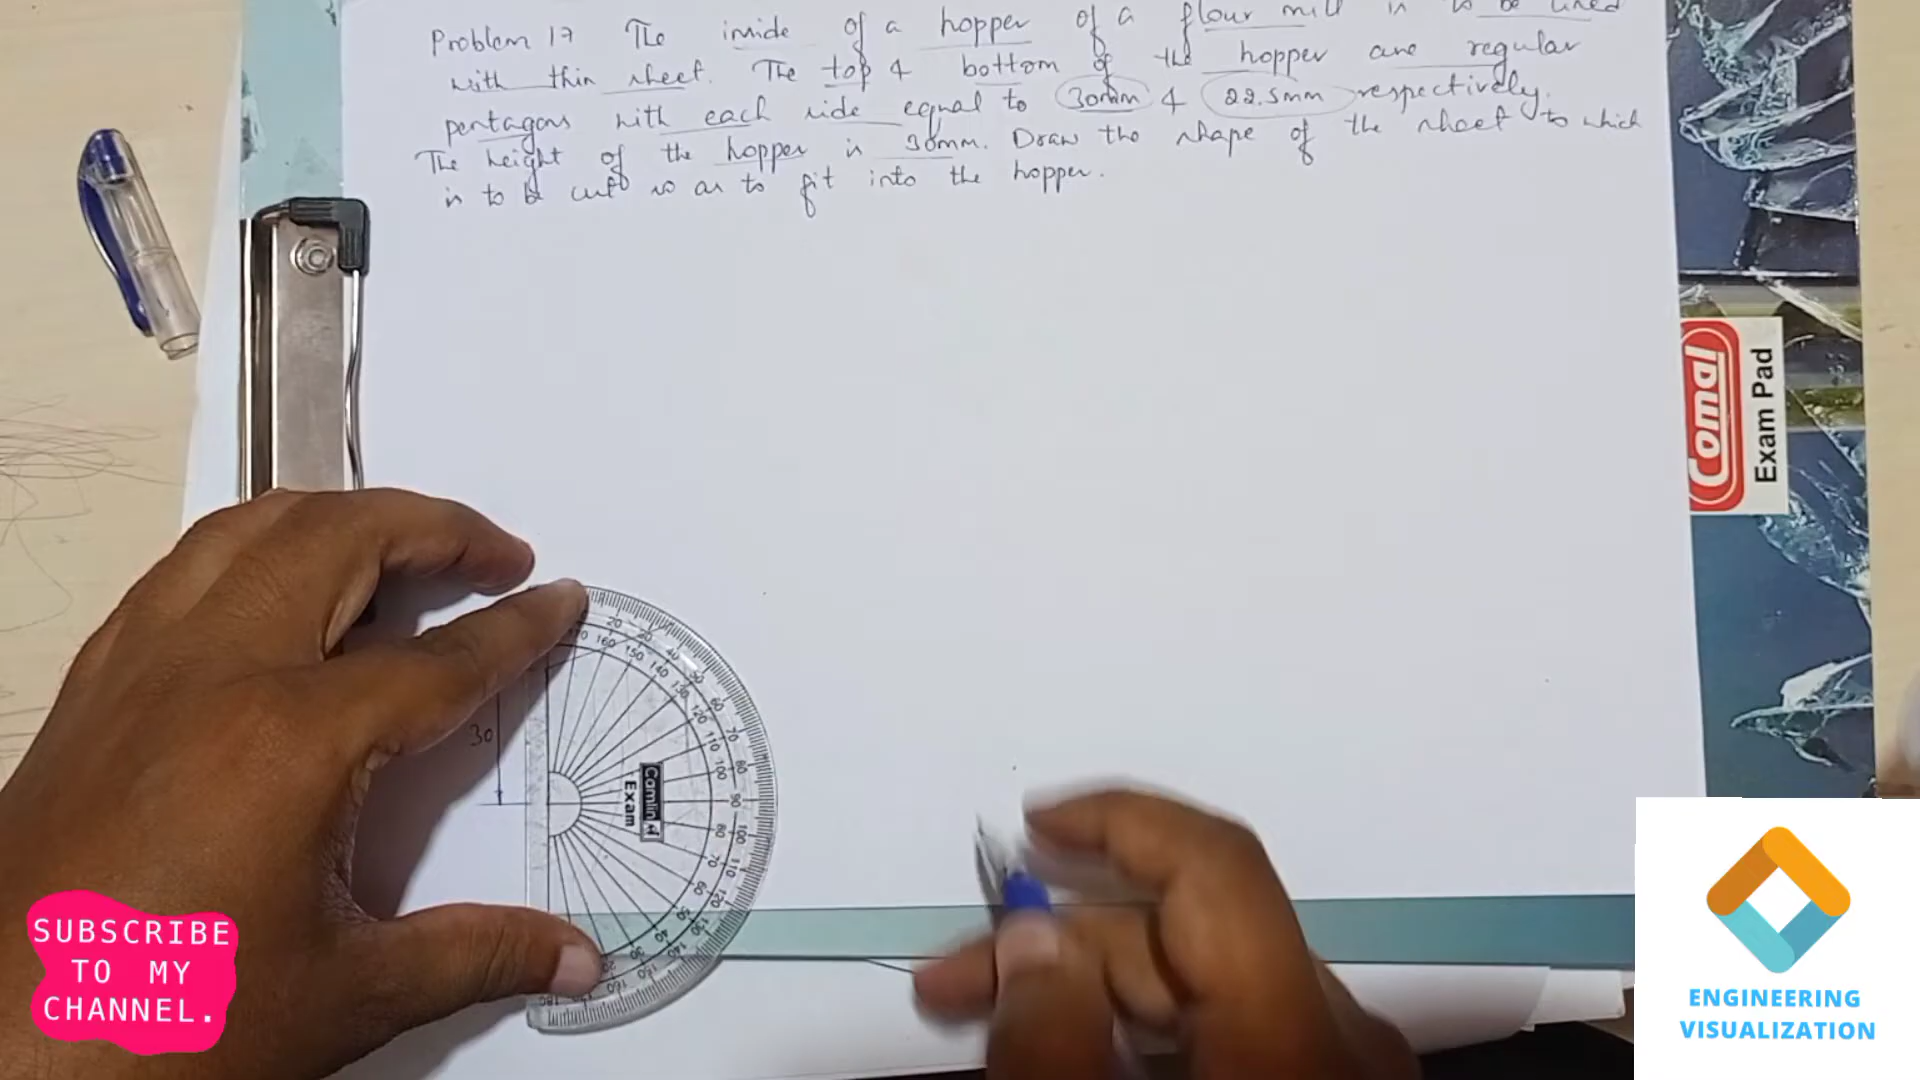 Problem 17 The inside of a hopper of a flour mill is to be lined
with thin sheet. The top & bottom of the hopper are regular
pentagons with each side equal to 30mm & 22.5mm respectively.
The height of the hopper is 30mm. Draw the shape of the sheet to which
is to be cut so as to fit into the hopper.
30
Camlin
Exam
Comal
Exam Pad
SUBSCRIBE
TO MY
CHANNEL.
ENGINEERING
VISUALIZATION